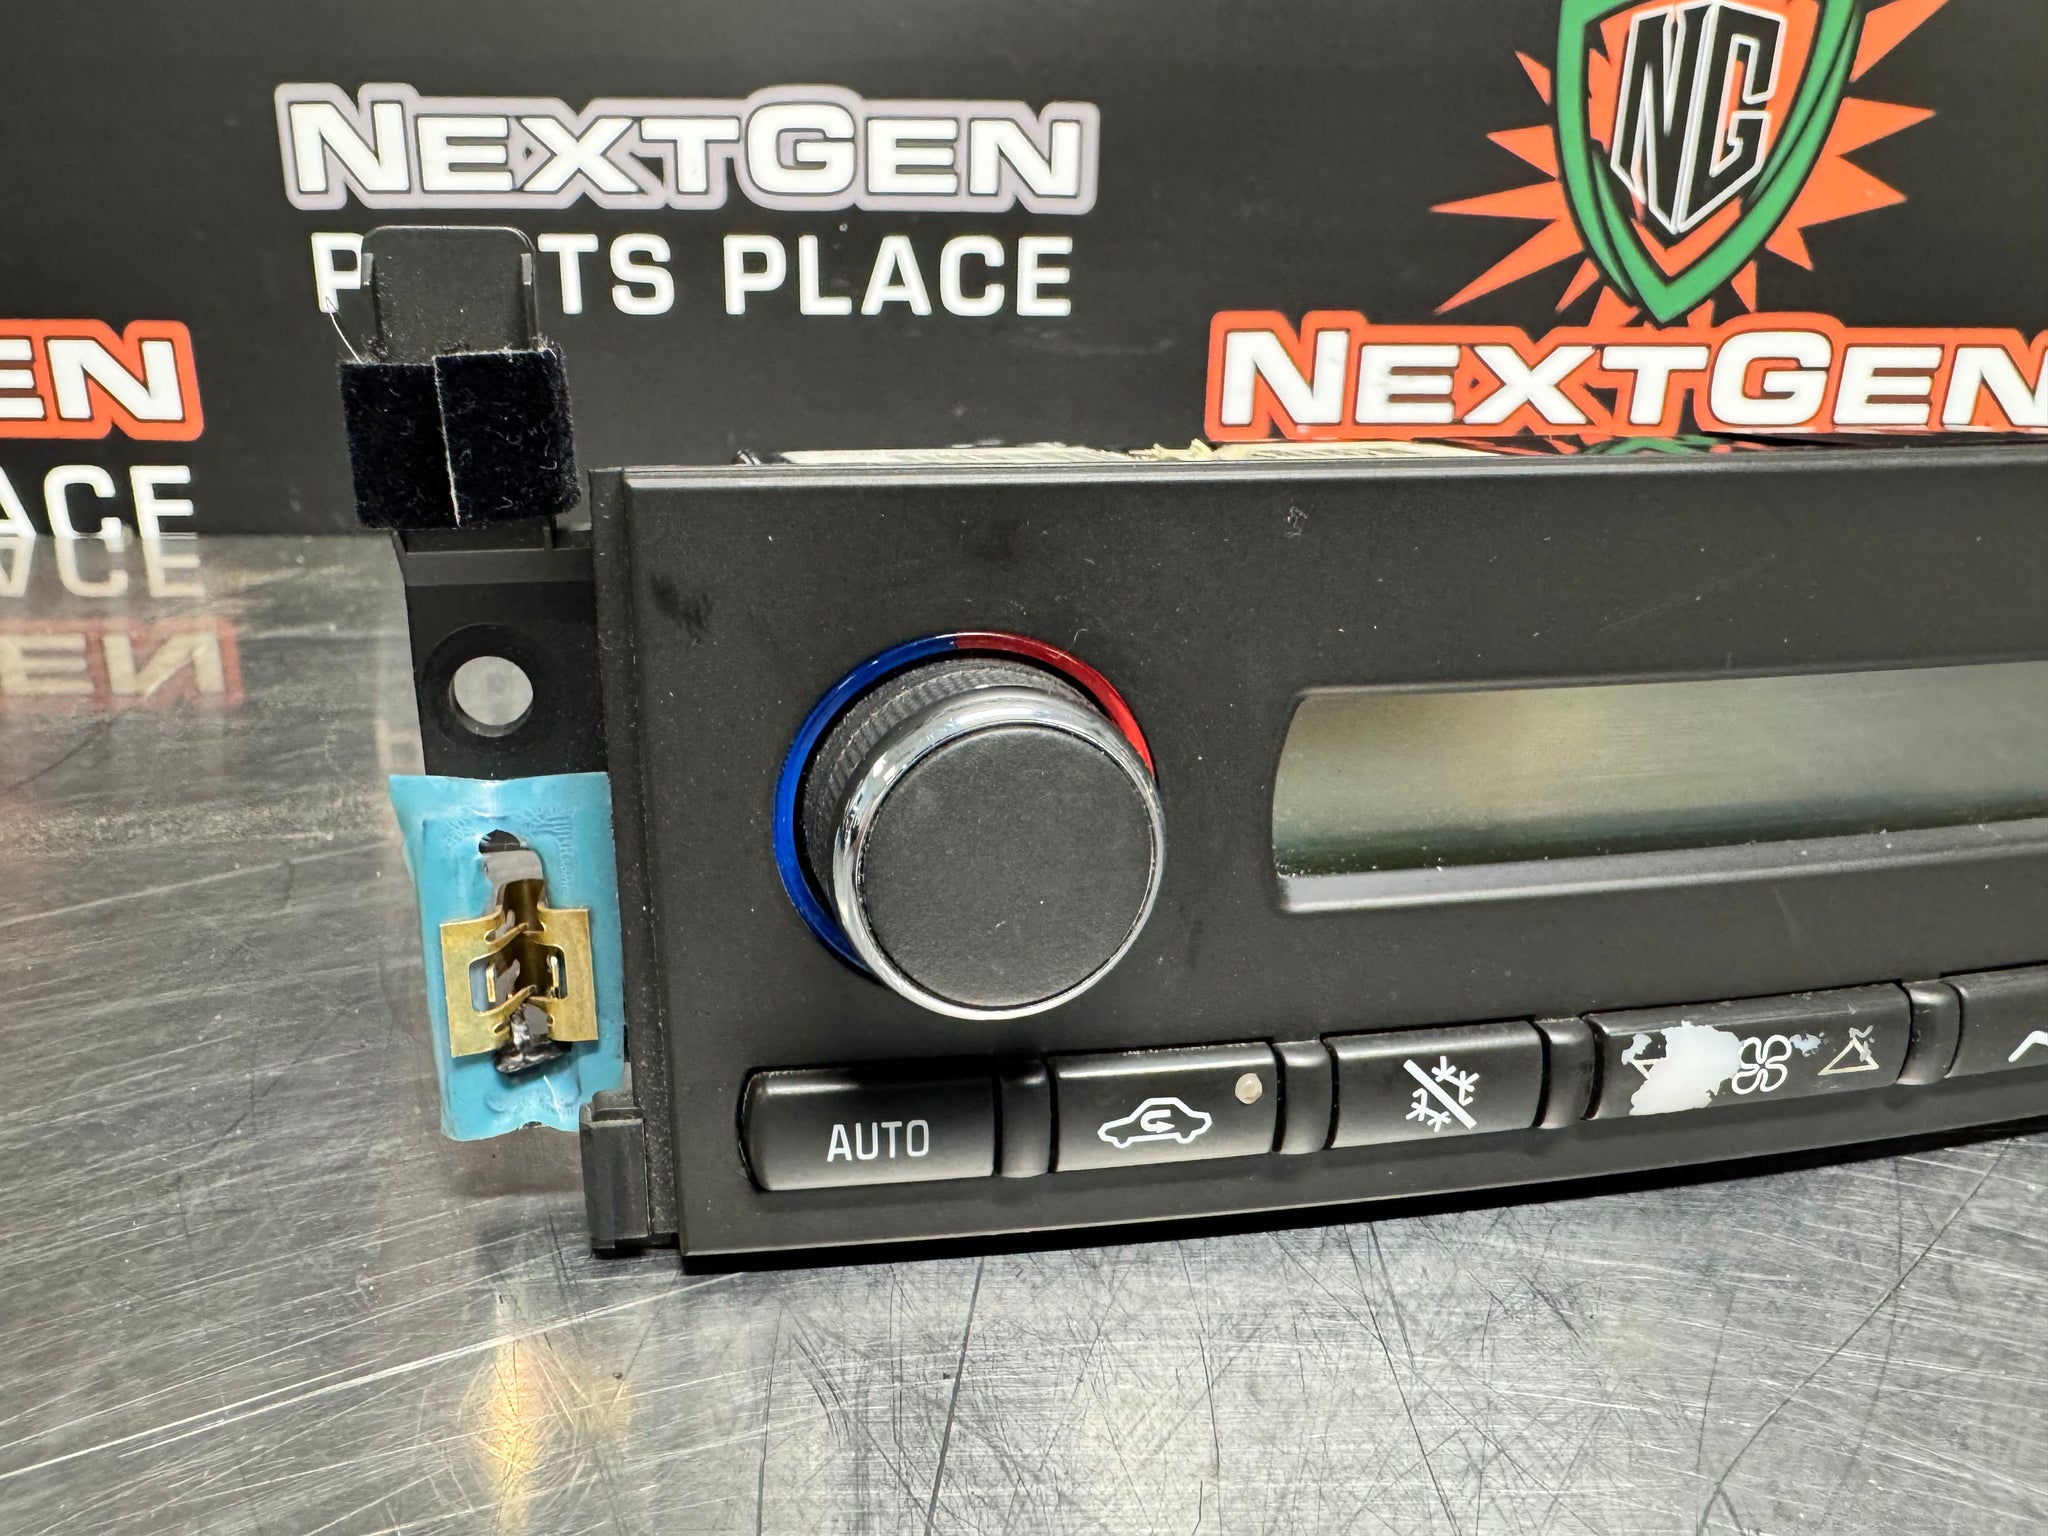 NEXTGEN
P TS PLACE
NG
NEXTGEN
EN
ACE
AUTO